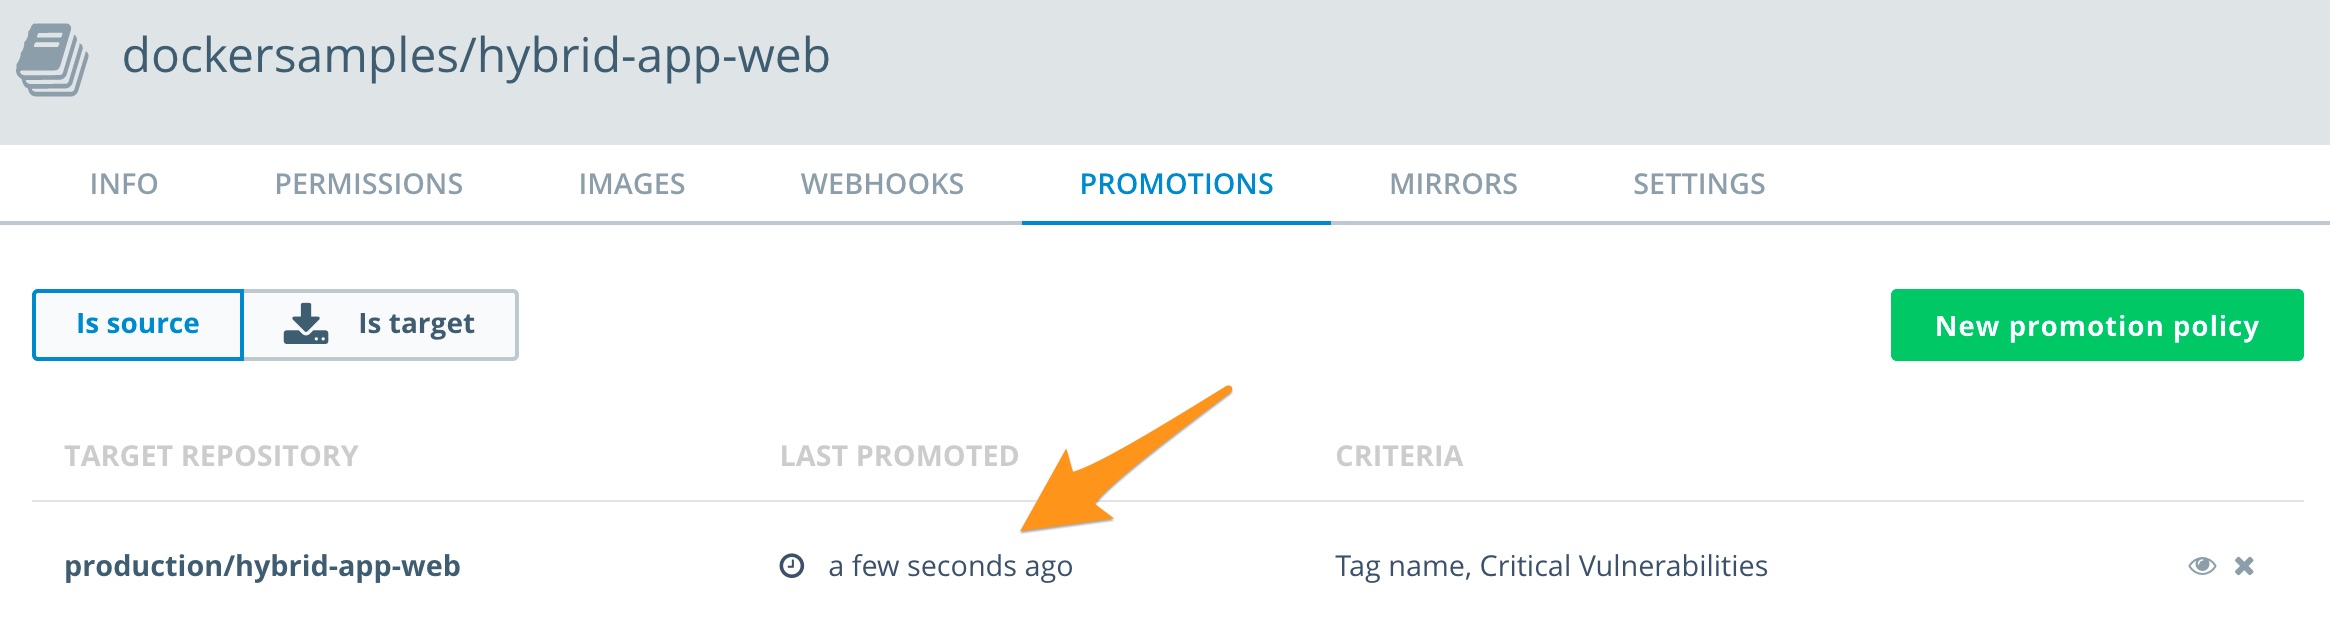 dockersamples/hybrid-app-web
INFO PERMISSIONS IMAGES WEBHOOKS PROMOTIONS MIRRORS SETTINGS
Is source Is target New promotion policy
TARGET REPOSITORY LAST PROMOTED CRITERIA
production/hybrid-app-web a few seconds ago Tag name, Critical Vulnerabilities